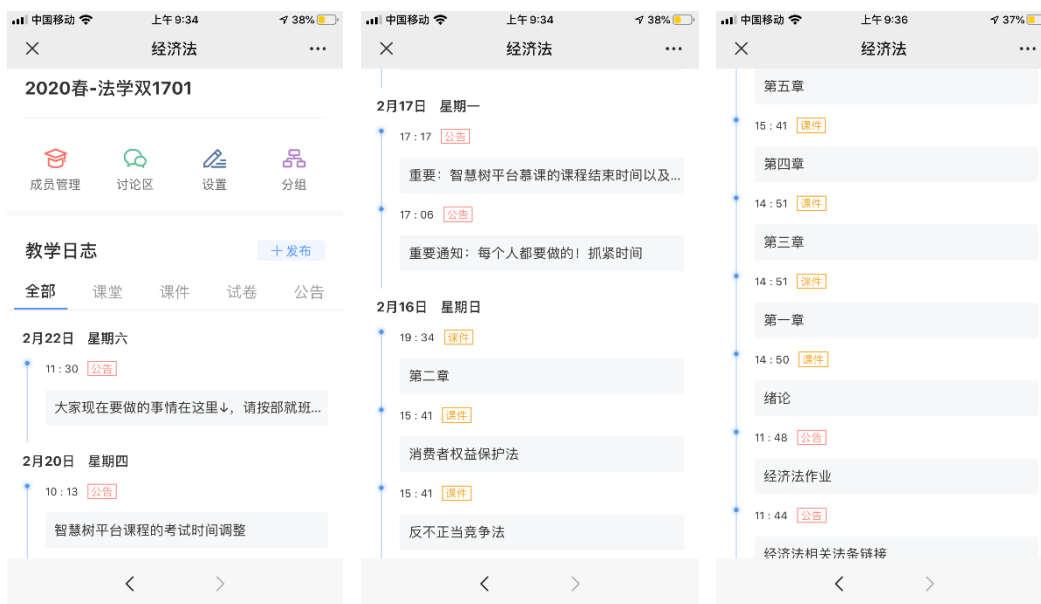 中国移动 上午9:34 38%
经济法
2020春-法学双1701
成员管理 讨论区 设置 分组
教学日志 +发布
全部 课堂 课件 试卷 公告
2月22日 星期六
11:30 公告
大家现在要做的事情在这里↓，请按部就班...
2月20日 星期四
10:13 公告
智慧树平台课程的考试时间调整
中国移动 上午9:34 38%
经济法
2月17日 星期一
17:17 公告
重要：智慧树平台慕课的课程结束时间以及...
17:06 公告
重要通知：每个人都要做的！抓紧时间
2月16日 星期日
19:34 课件
第二章
15:41 课件
消费者权益保护法
15:41 课件
反不正当竞争法
中国移动 上午9:36 37%
经济法
第五章
15:41 课件
第四章
14:51 课件
第三章
14:51 课件
第一章
14:50 课件
绪论
11:48 公告
经济法作业
11:44 公告
经济法相关法条链接